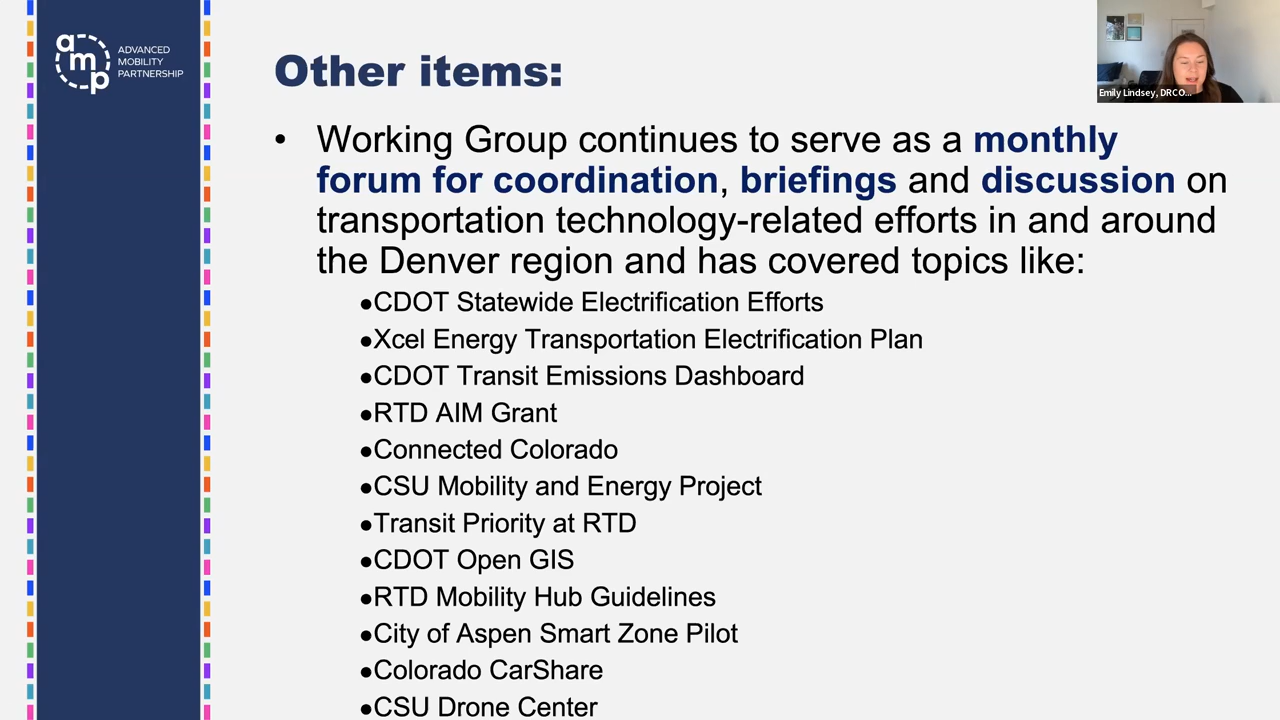 amp
ADVANCED
MOBILITY
PARTNERSHIP
Other items:
Emily Lindsey, DRCO...
• Working Group continues to serve as a monthly
forum for coordination, briefings and discussion on
transportation technology-related efforts in and around
the Denver region and has covered topics like:
●CDOT Statewide Electrification Efforts
●Xcel Energy Transportation Electrification Plan
●CDOT Transit Emissions Dashboard
●RTD AIM Grant
●Connected Colorado
●CSU Mobility and Energy Project
●Transit Priority at RTD
●CDOT Open GIS
●RTD Mobility Hub Guidelines
●City of Aspen Smart Zone Pilot
●Colorado CarShare
●CSU Drone Center